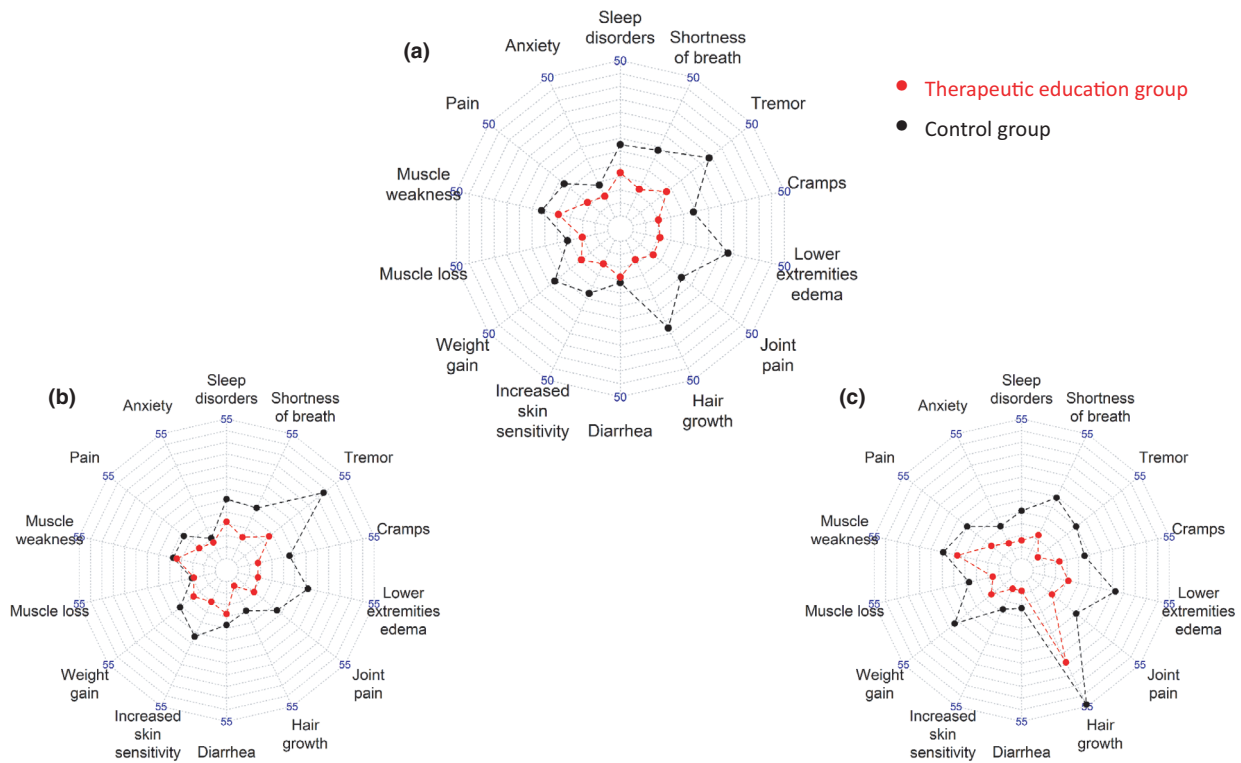 (a)
Sleep
disorders
Shortness
of breath
Tremor
Cramps
Lower
extremities
edema
Joint
pain
Hair
growth
Diarrhea
Increased
skin
sensitivity
Weight
gain
Muscle loss
Muscle
weakness
Pain
Anxiety
50
50
50
50
50
50
50
50
50
50
50
50
50
50
Therapeutic education group
Control group
(b)
Sleep
disorders
Shortness
of breath
Tremor
Cramps
Lower
extremities
edema
Joint
pain
Hair
growth
Diarrhea
Increased
skin
sensitivity
Weight
gain
Muscle loss
Muscle
weakness
Pain
Anxiety
55
55
55
55
55
55
55
55
55
55
55
55
55
55
(c)
Sleep
disorders
Shortness
of breath
Tremor
Cramps
Lower
extremities
edema
Joint
pain
Hair
growth
Diarrhea
Increased
skin
sensitivity
Weight
gain
Muscle loss
Muscle
weakness
Pain
Anxiety
55
55
55
55
55
55
55
55
55
55
55
55
55
55